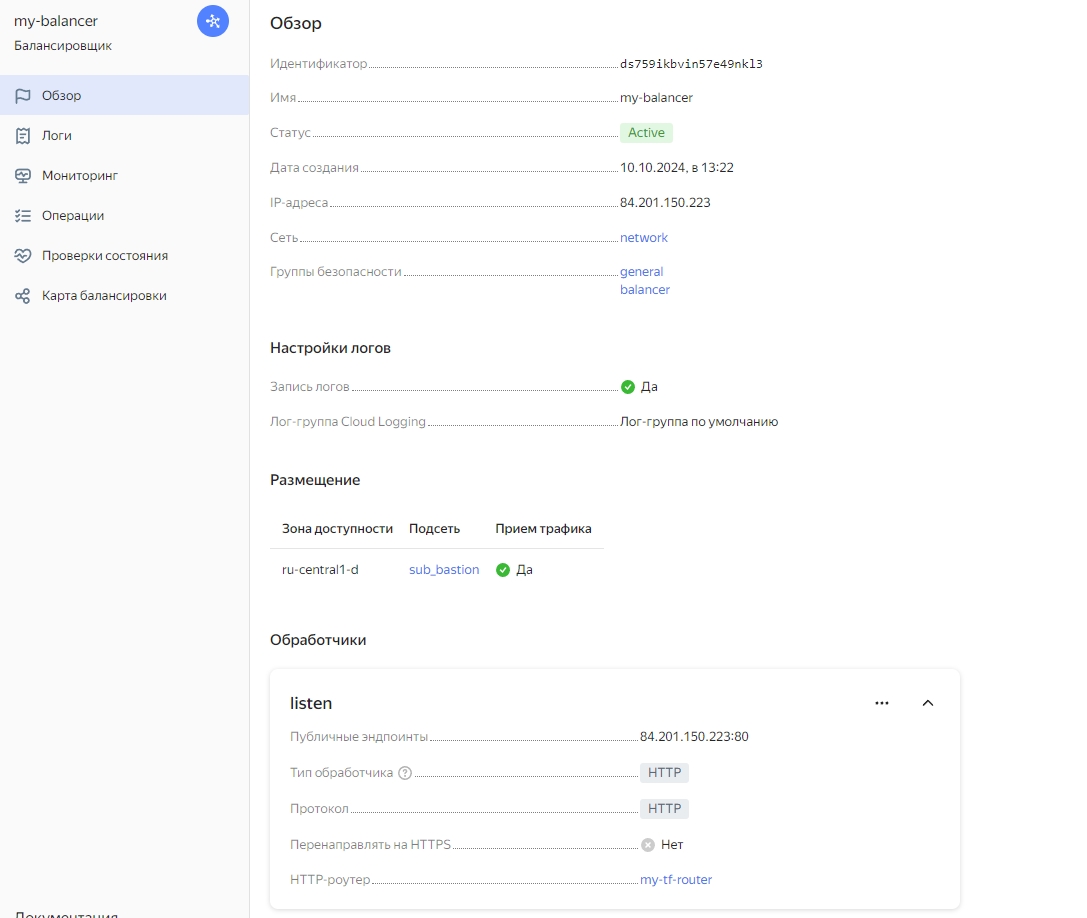 my-balancer
Балансировщик
Обзор
Логи
Мониторинг
Операции
Проверки состояния
Карта балансировки
Документация
Обзор
Идентификатор ds759ikbvin57e49nkl3
Имя my-balancer
Статус Active
Дата создания 10.10.2024, в 13:22
IP-адреса 84.201.150.223
Сеть network
Группы безопасности general
balancer
Настройки логов
Запись логов Да
Лог-группа Cloud Logging Лог-группа по умолчанию
Размещение
Зона доступности Подсеть Прием трафика
ru-central1-d sub_bastion Да
Обработчики
listen
Публичные эндпоинты 84.201.150.223:80
Тип обработчика ? HTTP
Протокол HTTP
Перенаправлять на HTTPS Нет
HTTP-роутер my-tf-router